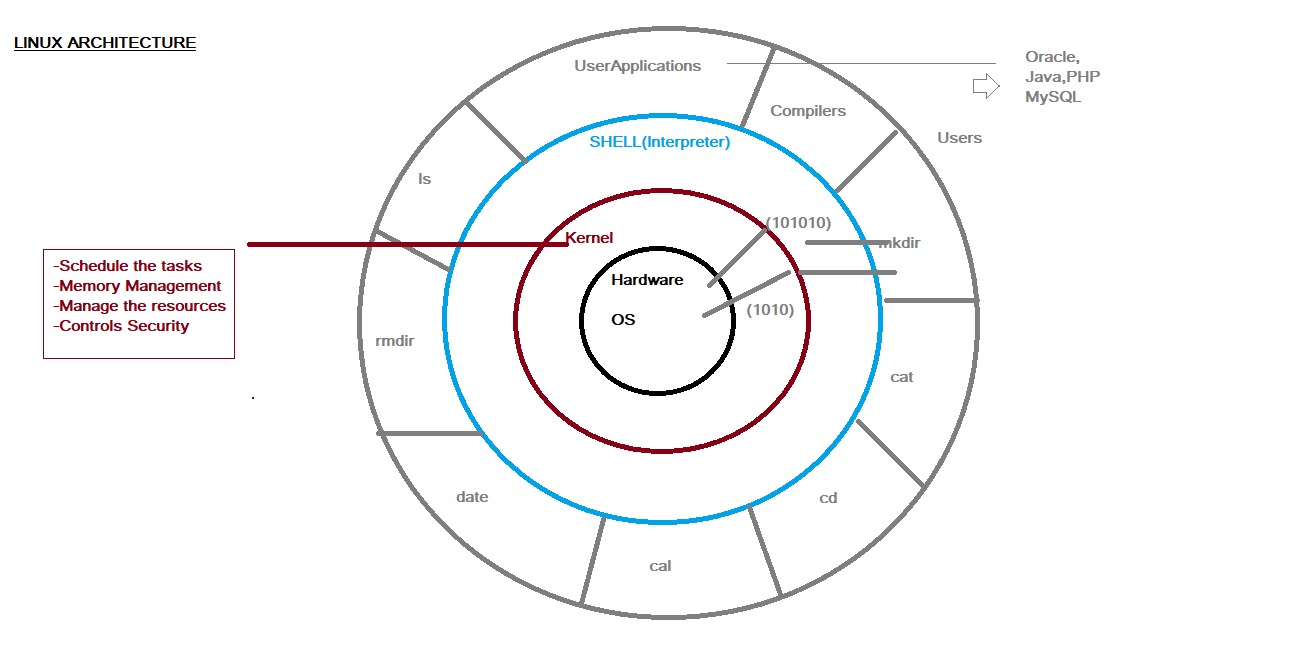 LINUX ARCHITECTURE
UserApplications
Oracle,
Java,PHP
MySQL
Compilers
Users
SHELL(Interpreter)
ls
(101010)
Kernel
mkdir
-Schedule the tasks
-Memory Management
-Manage the resources
-Controls Security
Hardware
OS
(1010)
rmdir
cat
date
cd
cal